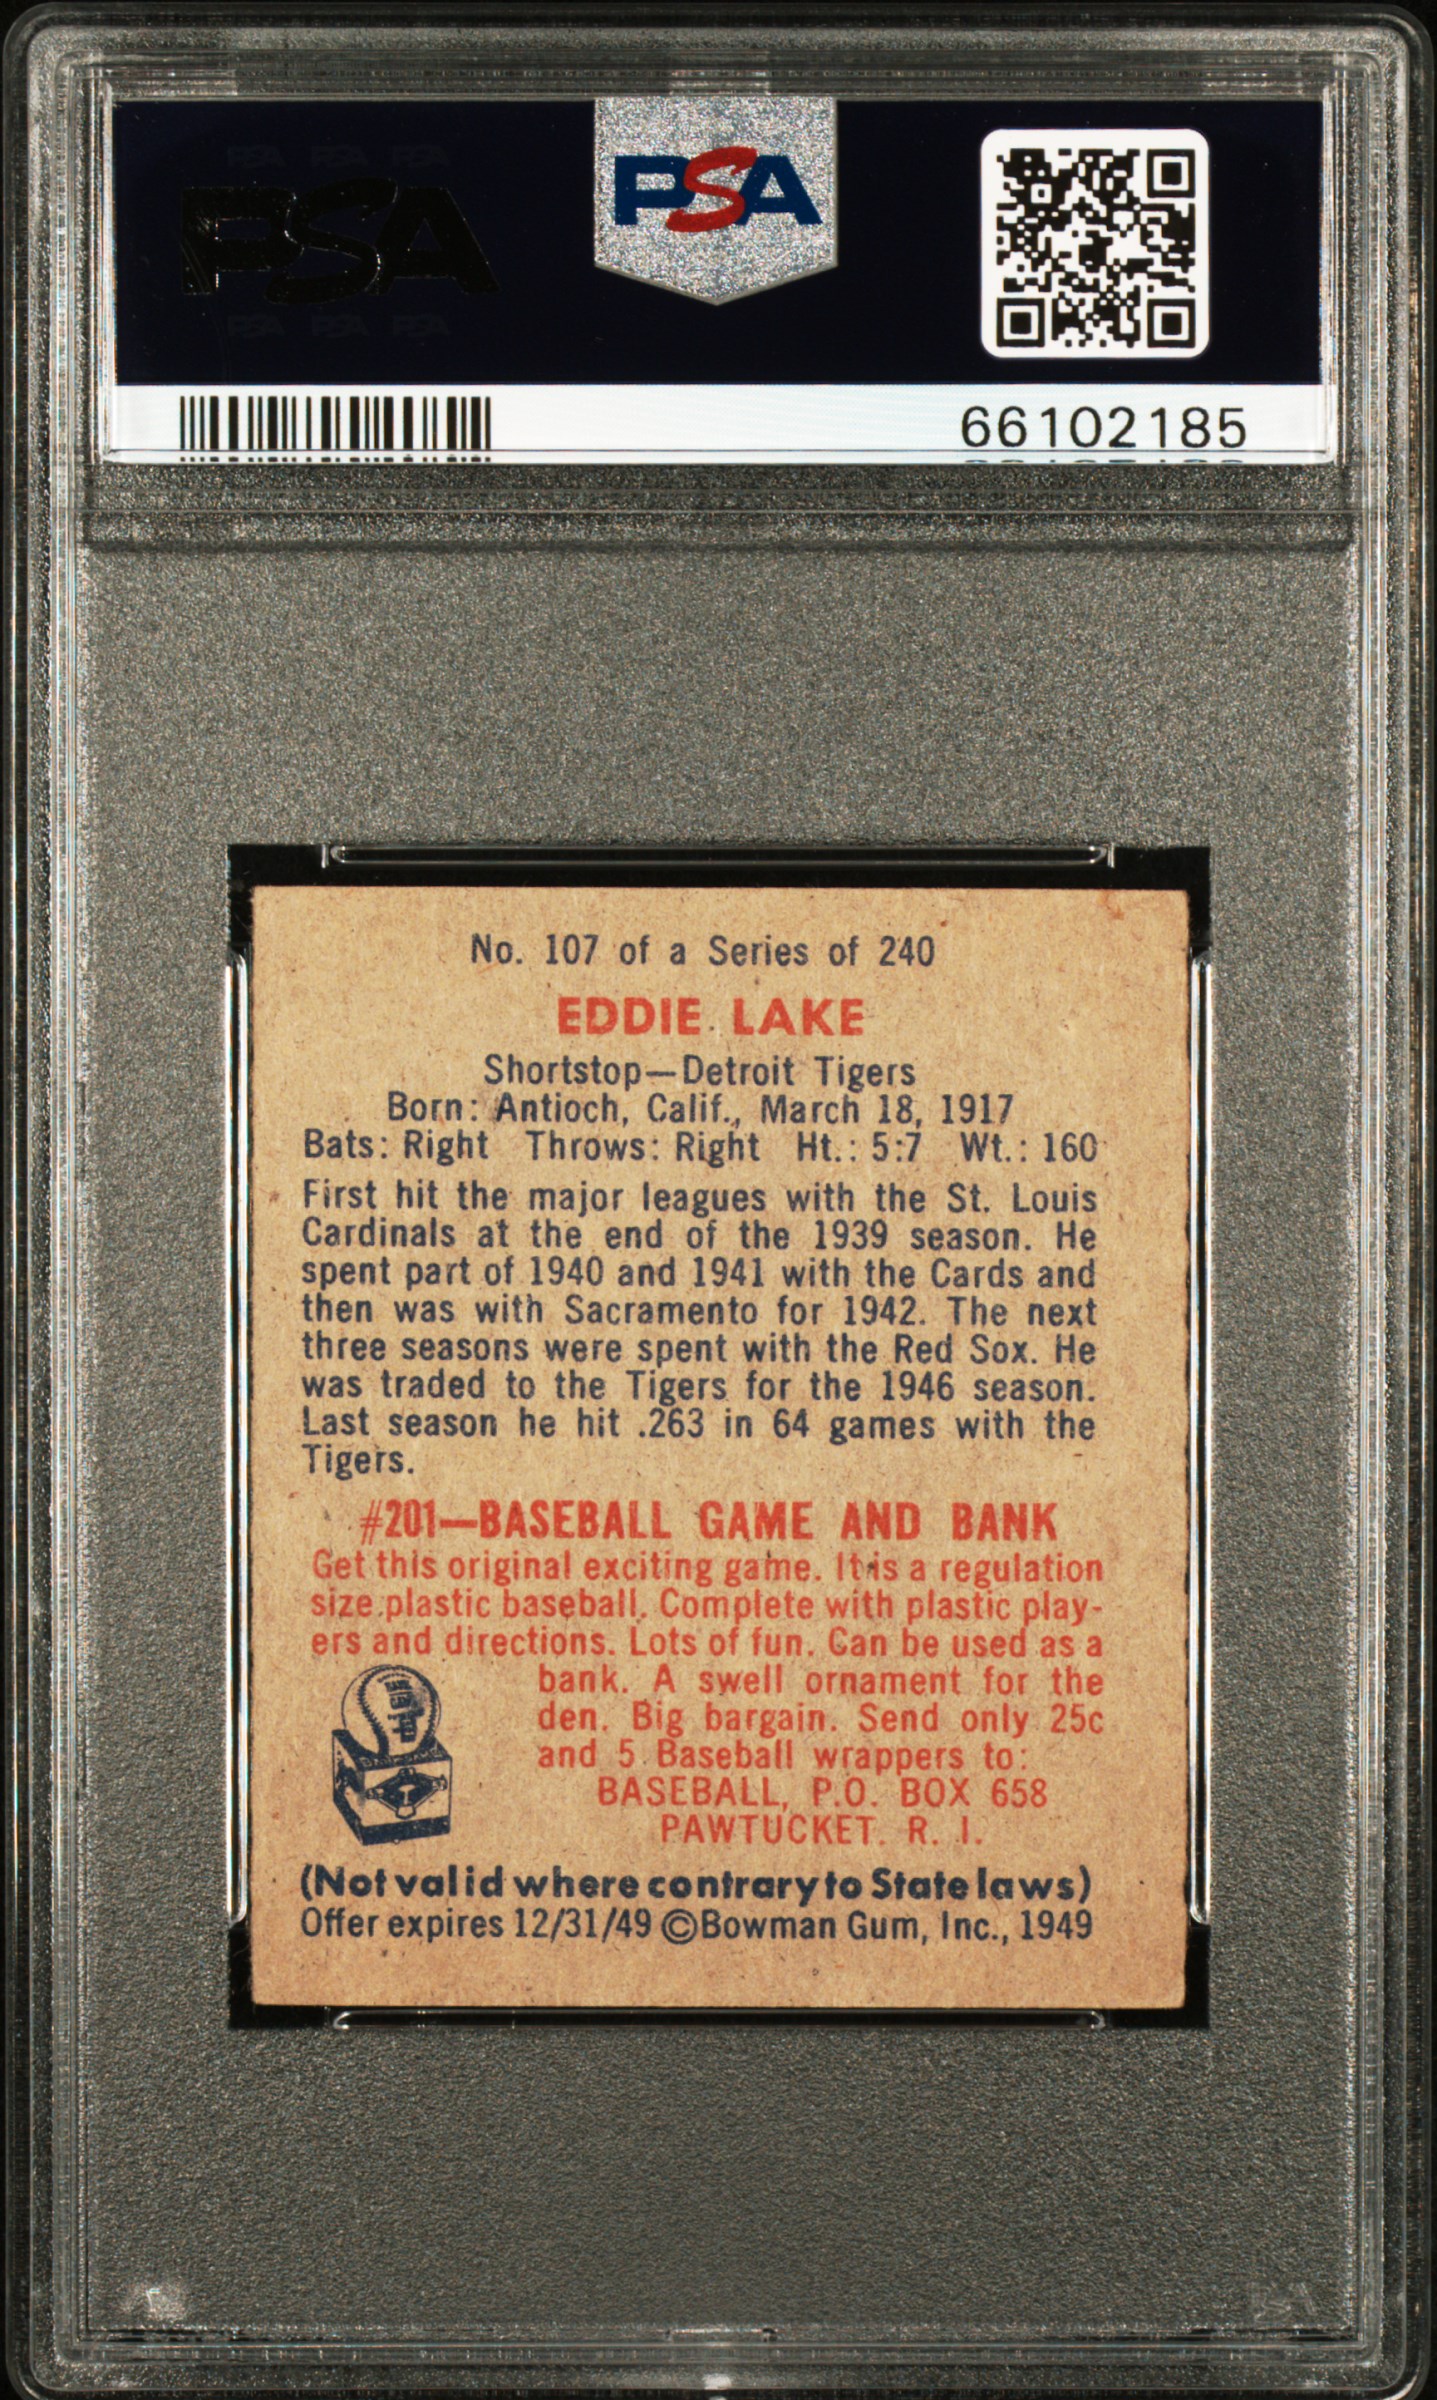 PSA
PSA
66102185
No. 107 of a Series of 240
EDDIE LAKE
Shortstop—Detroit Tigers
Born: Antioch, Calif., March 18, 1917
Bats: Right Throws: Right Ht.: 5:7 Wt.: 160
First hit the major leagues with the St. Louis
Cardinals at the end of the 1939 season. He
spent part of 1940 and 1941 with the Cards and
then was with Sacramento for 1942. The next
three seasons were spent with the Red Sox. He
was traded to the Tigers for the 1946 season.
Last season he hit .263 in 64 games with the
Tigers.
#201—BASEBALL GAME AND BANK
Get this original exciting game. It is a regulation
size plastic baseball. Complete with plastic play-
ers and directions. Lots of fun. Can be used as a
bank. A swell ornament for the
den. Big bargain. Send only 25c
and 5 Baseball wrappers to:
BASEBALL, P.O. BOX 658
PAWTUCKET. R. I.
(Not valid where contrary to State laws)
Offer expires 12/31/49 ©Bowman Gum, Inc., 1949